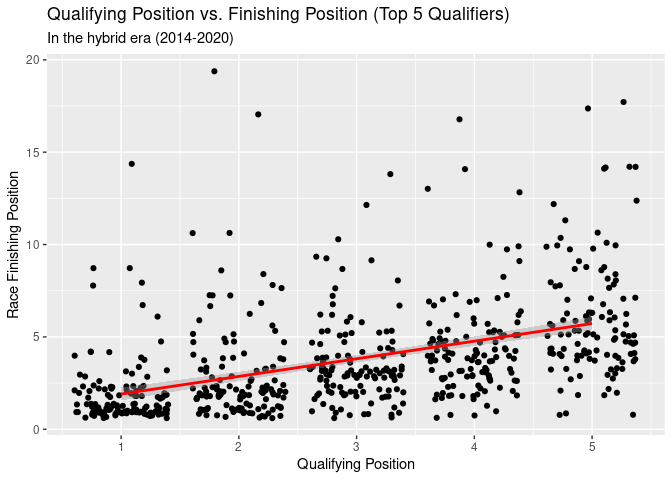 Qualifying Position vs. Finishing Position (Top 5 Qualifiers)
In the hybrid era (2014-2020)
20
15
10
5
0
Race Finishing Position
1 2 3 4 5
Qualifying Position